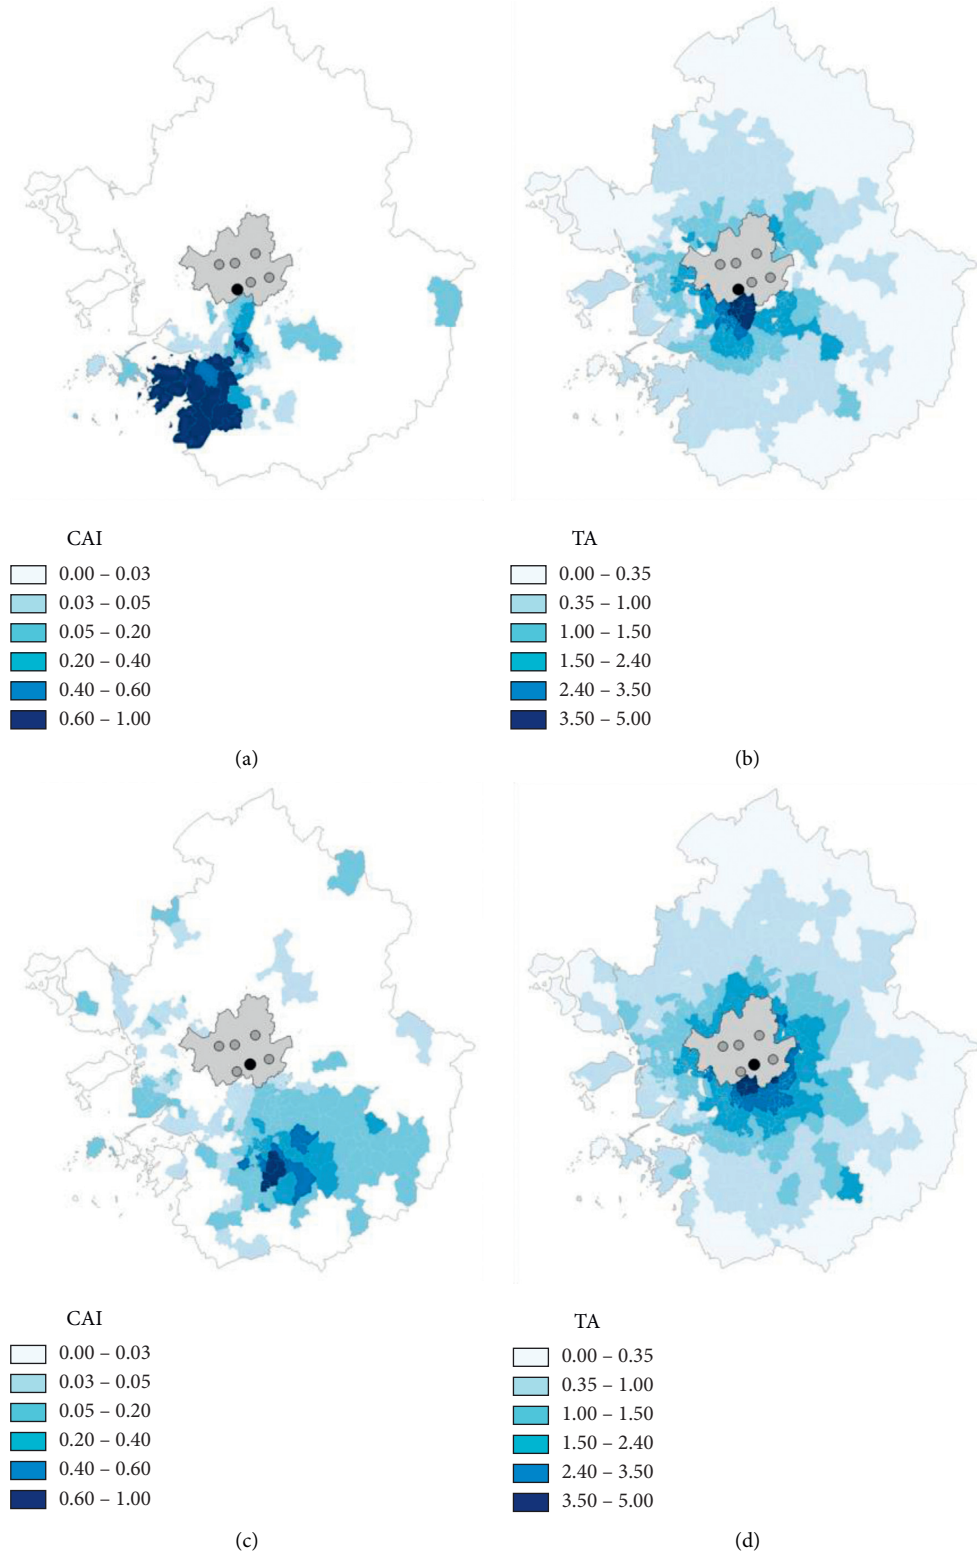 CAI
0.00 – 0.03
0.03 – 0.05
0.05 – 0.20
0.20 – 0.40
0.40 – 0.60
0.60 – 1.00
(a)
TA
0.00 – 0.35
0.35 – 1.00
1.00 – 1.50
1.50 – 2.40
2.40 – 3.50
3.50 – 5.00
(b)
CAI
0.00 – 0.03
0.03 – 0.05
0.05 – 0.20
0.20 – 0.40
0.40 – 0.60
0.60 – 1.00
(c)
TA
0.00 – 0.35
0.35 – 1.00
1.00 – 1.50
1.50 – 2.40
2.40 – 3.50
3.50 – 5.00
(d)